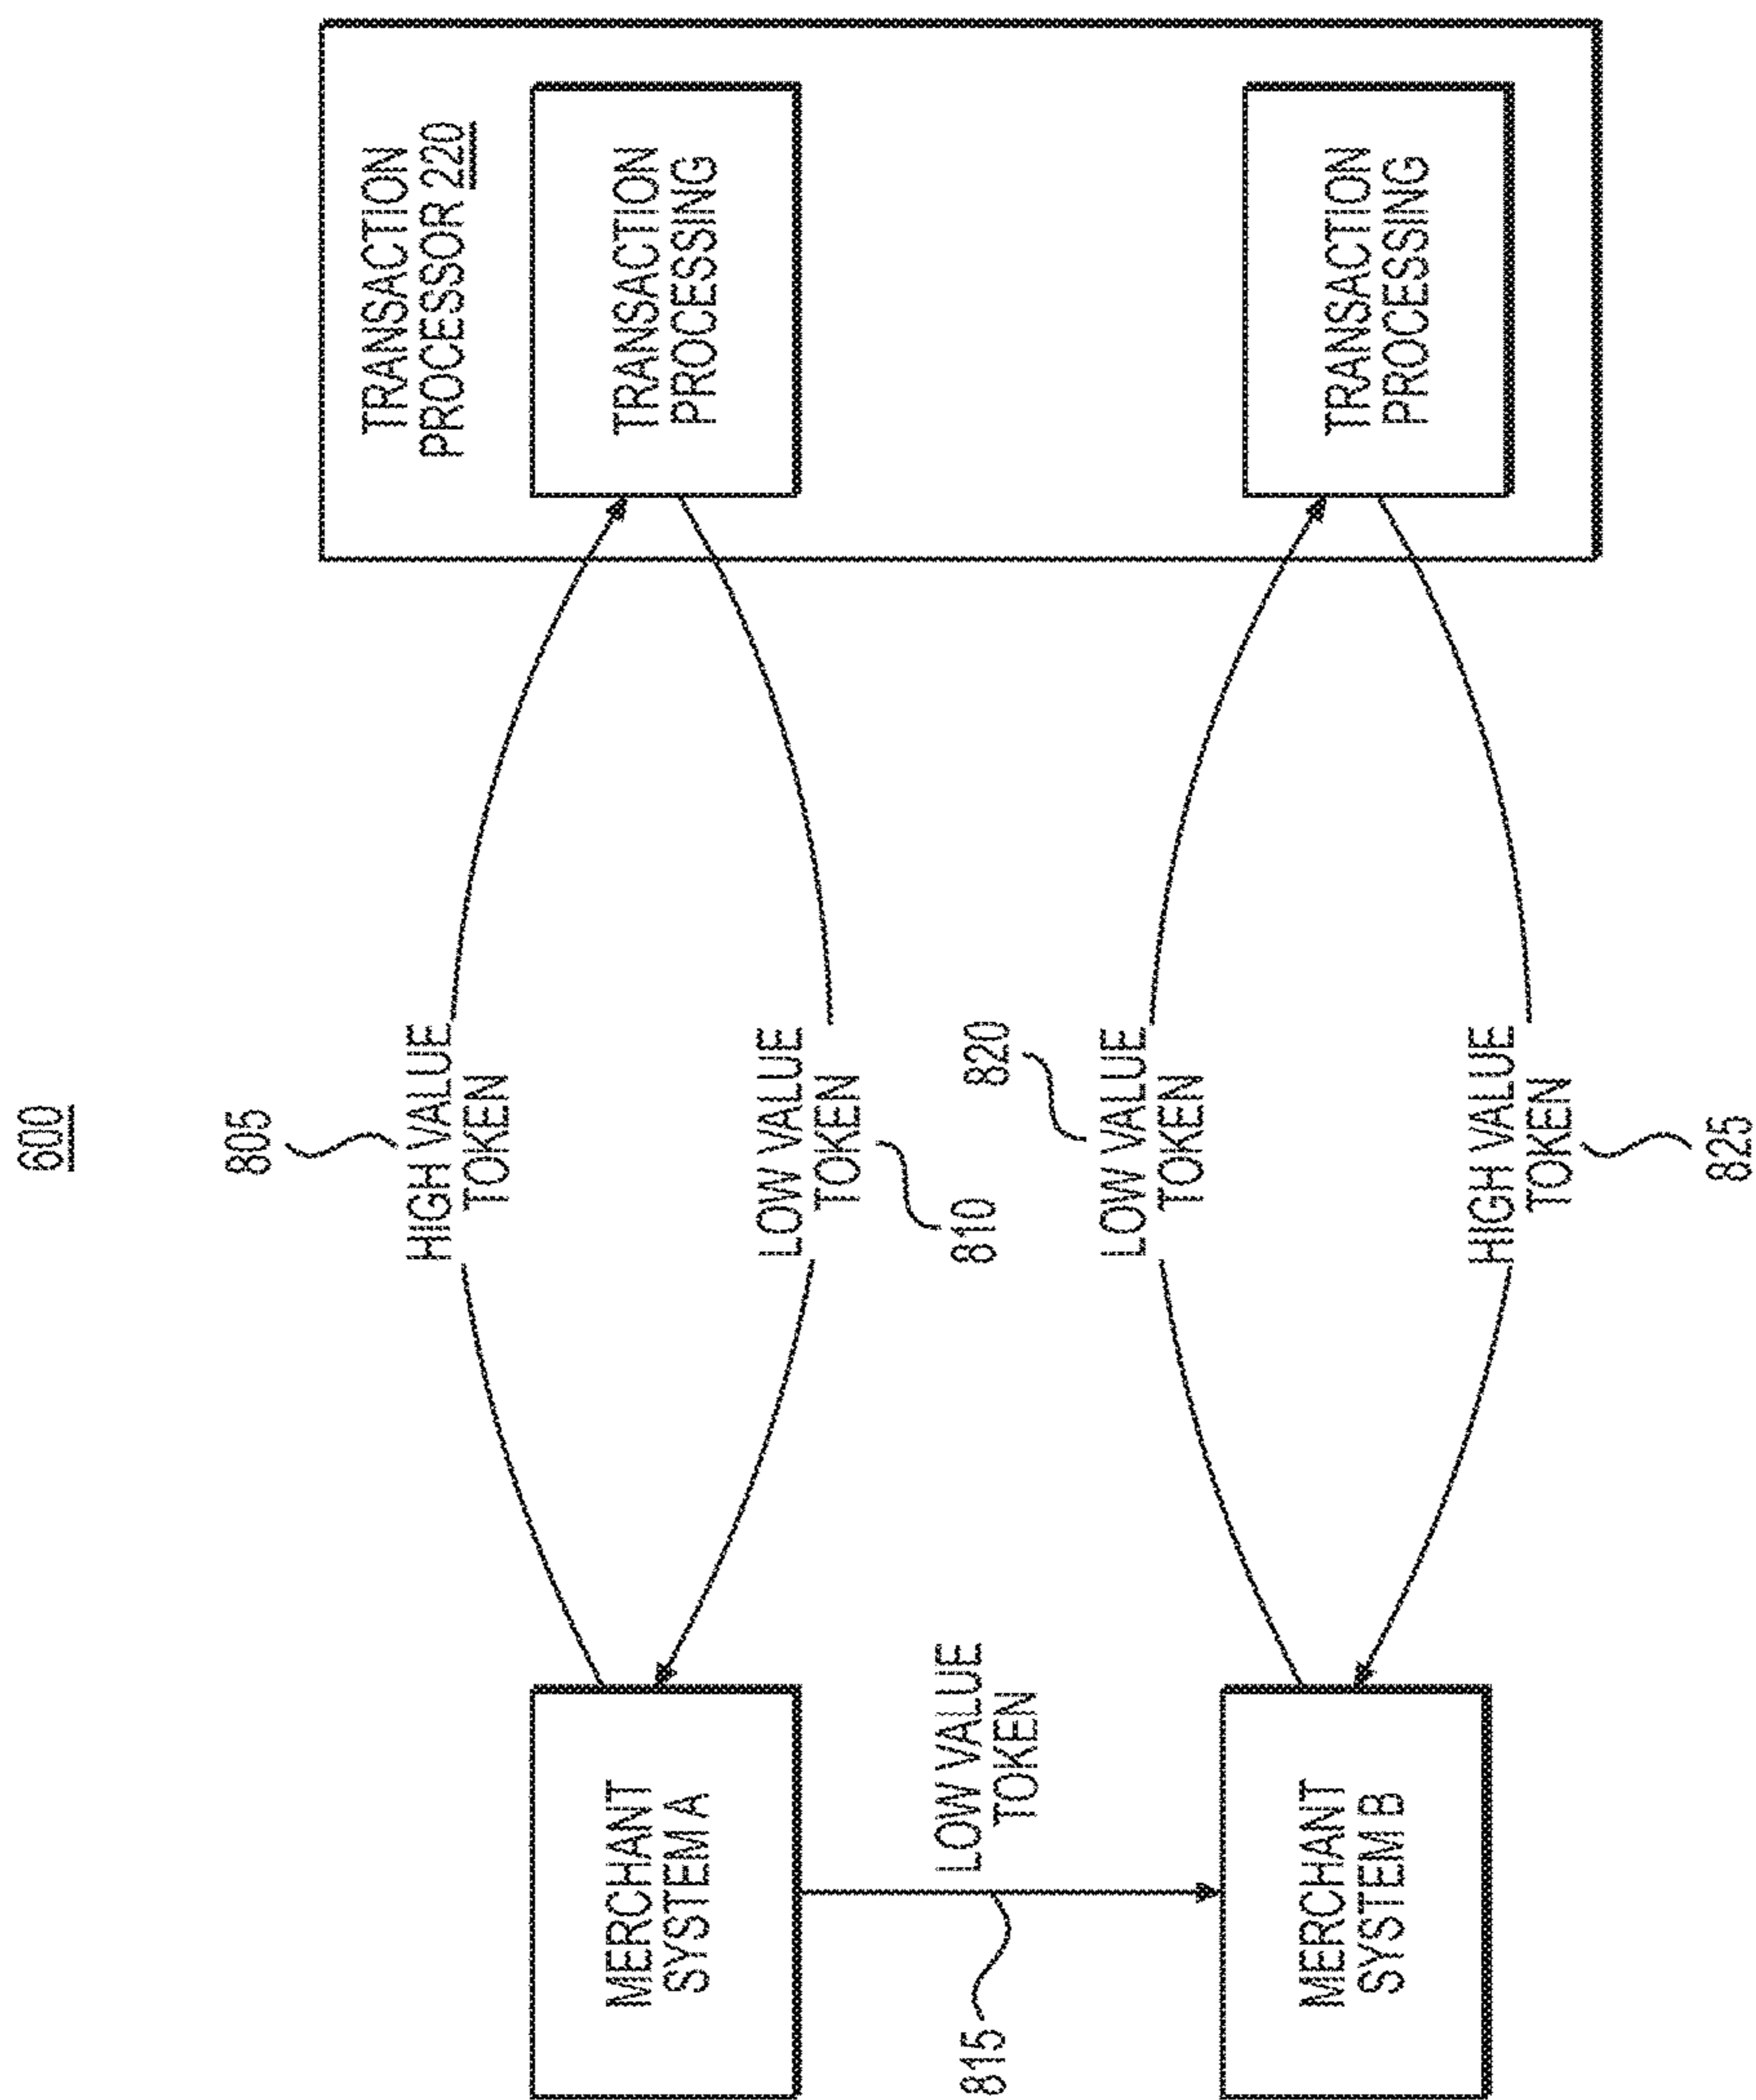 600
805
HIGH VALUE
TOKEN
TRANSACTION
PROCESSOR 220
MERCHANT
SYSTEM A
TRANSACTION
PROCESSING
LOW VALUE
TOKEN
810
815
LOW VALUE
TOKEN
820
LOW VALUE
TOKEN
MERCHANT
SYSTEM B
TRANSACTION
PROCESSING
HIGH VALUE
TOKEN
825